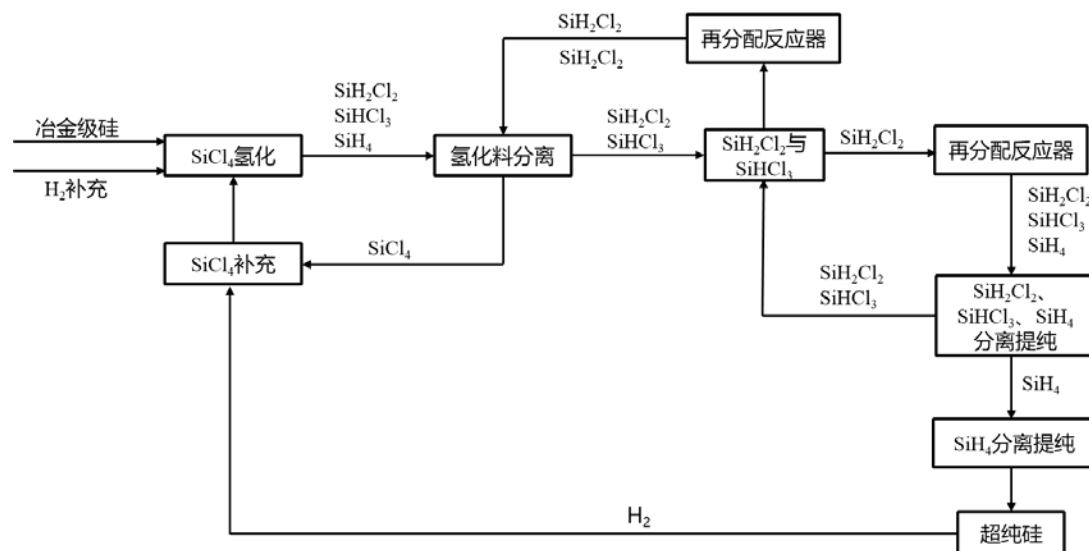 SiH₂Cl₂
SiH₂Cl₂
再分配反应器
冶金级硅
H₂补充
SiCl₄氢化
SiH₂Cl₂
SiHCl₃
SiH₄
氢化料分离
SiH₂Cl₂
SiHCl₃
SiH₂Cl₂与
SiHCl₃
SiH₂Cl₂
再分配反应器
SiH₂Cl₂
SiHCl₃
SiH₄
SiCl₄补充
SiCl₄
SiH₂Cl₂
SiHCl₃
SiH₂Cl₂、
SiHCl₃、SiH₄
分离提纯
SiH₄
SiH₄分离提纯
H₂
超纯硅